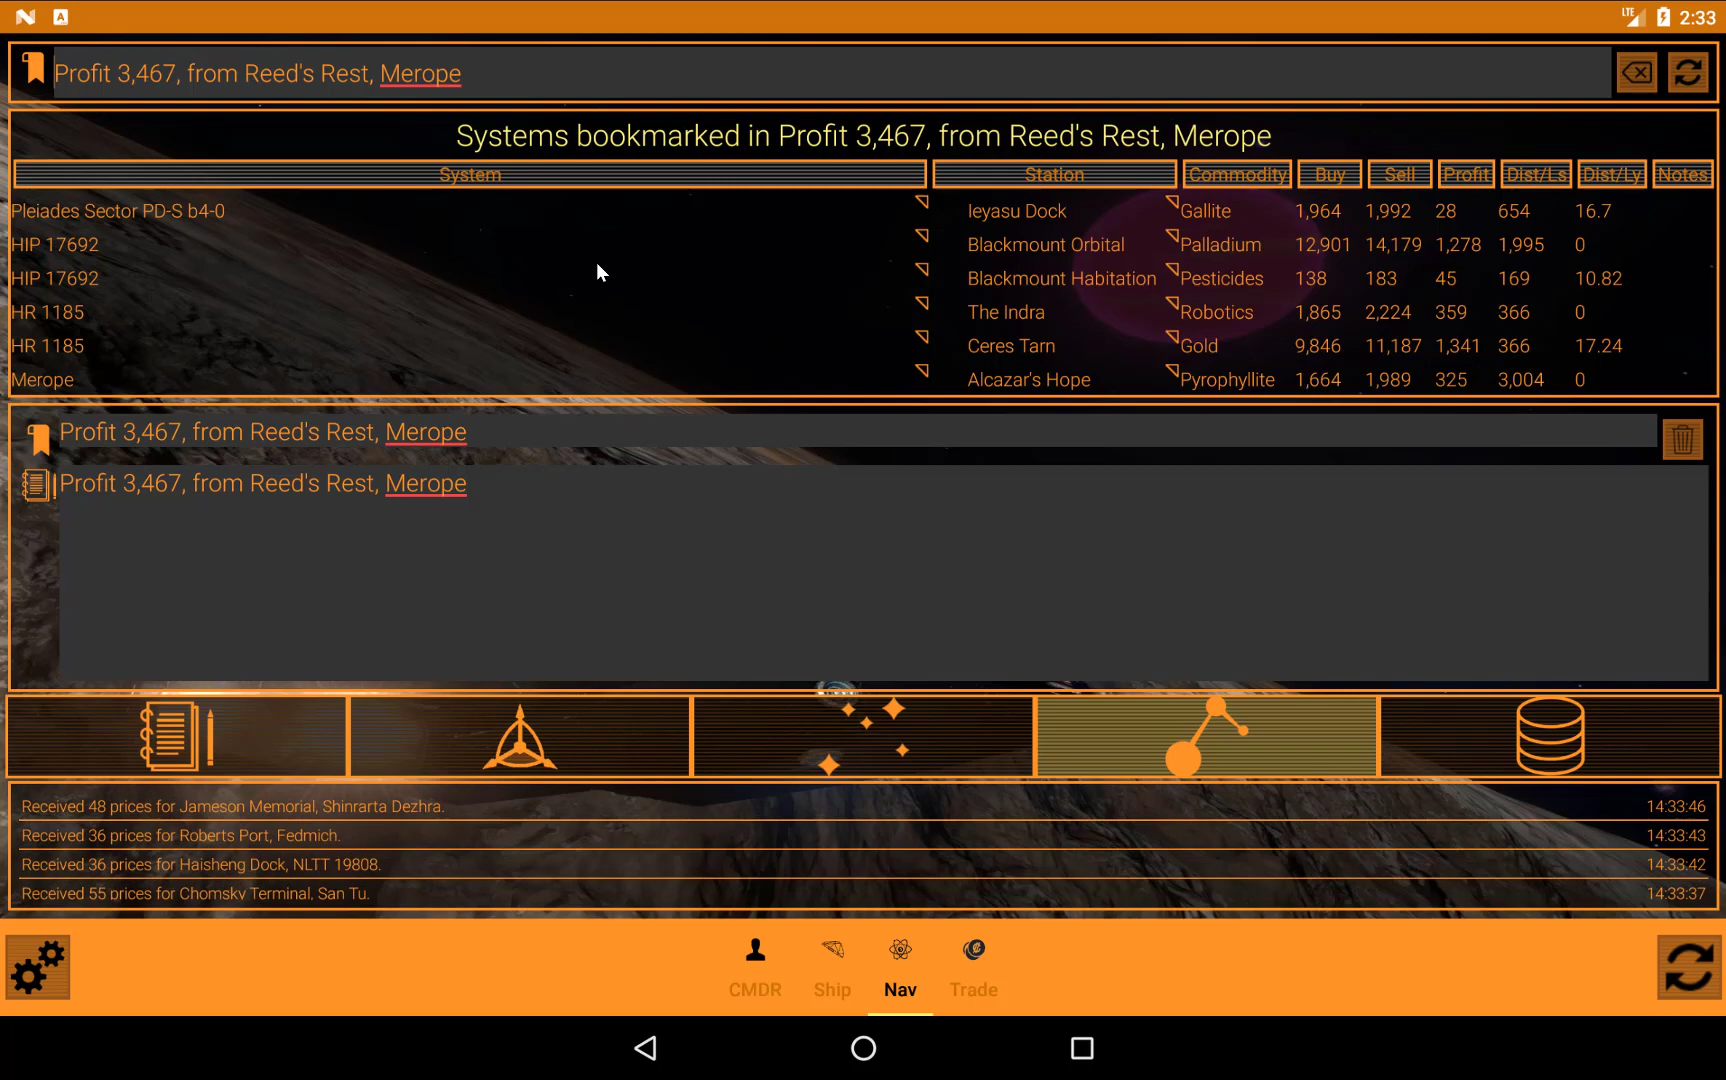 LTE 2:33
Profit 3,467, from Reed's Rest, Merope
Systems bookmarked in Profit 3,467, from Reed's Rest, Merope
System Station Commodity Buy Sell Profit Dist/Ls Dist/Ly Notes
Pleiades Sector PD-S b4-0 Ieyasu Dock Gallite 1,964 1,992 28 654 16.7
HIP 17692 Blackmount Orbital Palladium 12,901 14,179 1,278 1,995 0
HIP 17692 Blackmount Habitation Pesticides 138 183 45 169 10.82
HR 1185 The Indra Robotics 1,865 2,224 359 366 0
HR 1185 Ceres Tarn Gold 9,846 11,187 1,341 366 17.24
Merope Alcazar's Hope Pyrophyllite 1,664 1,989 325 3,004 0
Profit 3,467, from Reed's Rest, Merope
Profit 3,467, from Reed's Rest, Merope
Received 48 prices for Jameson Memorial, Shinrarta Dezhra. 14:33:46
Received 36 prices for Roberts Port, Fedmich. 14:33:43
Received 36 prices for Haisheng Dock, NLTT 19808. 14:33:42
Received 55 prices for Chomsky Terminal, San Tu. 14:33:37
CMDR Ship Nav Trade